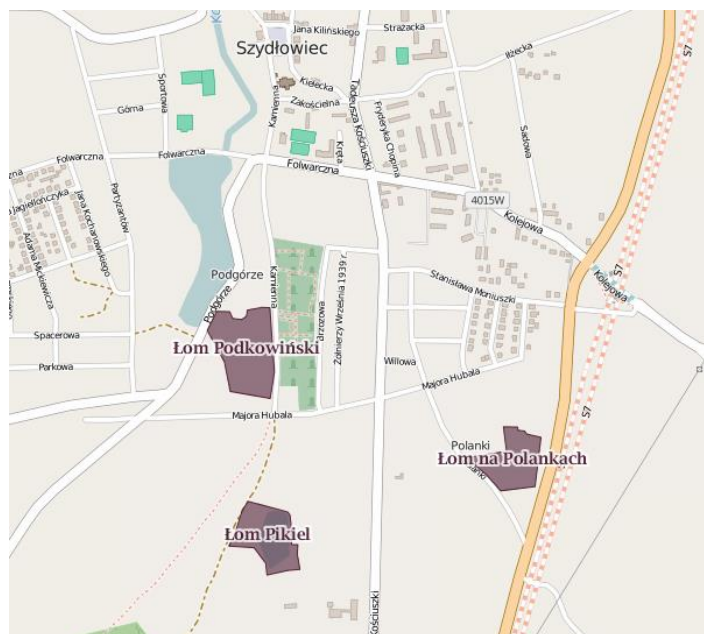 Jana Kilińskiego
Strażacka
Szydłowiec
Iłżecka
S7
Kielecka
Sportowa
Kamienna
Zakościelna
Tadeusza Kościuszki
Fryderyka Chopina
Górna
Sadowa
Kręta
Folwarczna
Folwarczna
Folwarczna
Partyzantów
Jagiellończyka
Jana Kochanowskiego
Adama Mickiewicza
4015W
Kolejowa
S7
Kolejowa
Podgórze
Kamienna
Żołnierzy Września 1939 r.
Stanisława Moniuszki
Podgórze
Spacerowa
Łom Podkowiński
Parkowa
Willowa
Majora Hubala
Majora Hubala
S7
Polanki
Łom na Polankach
Łom Pikiel
Kościuszki